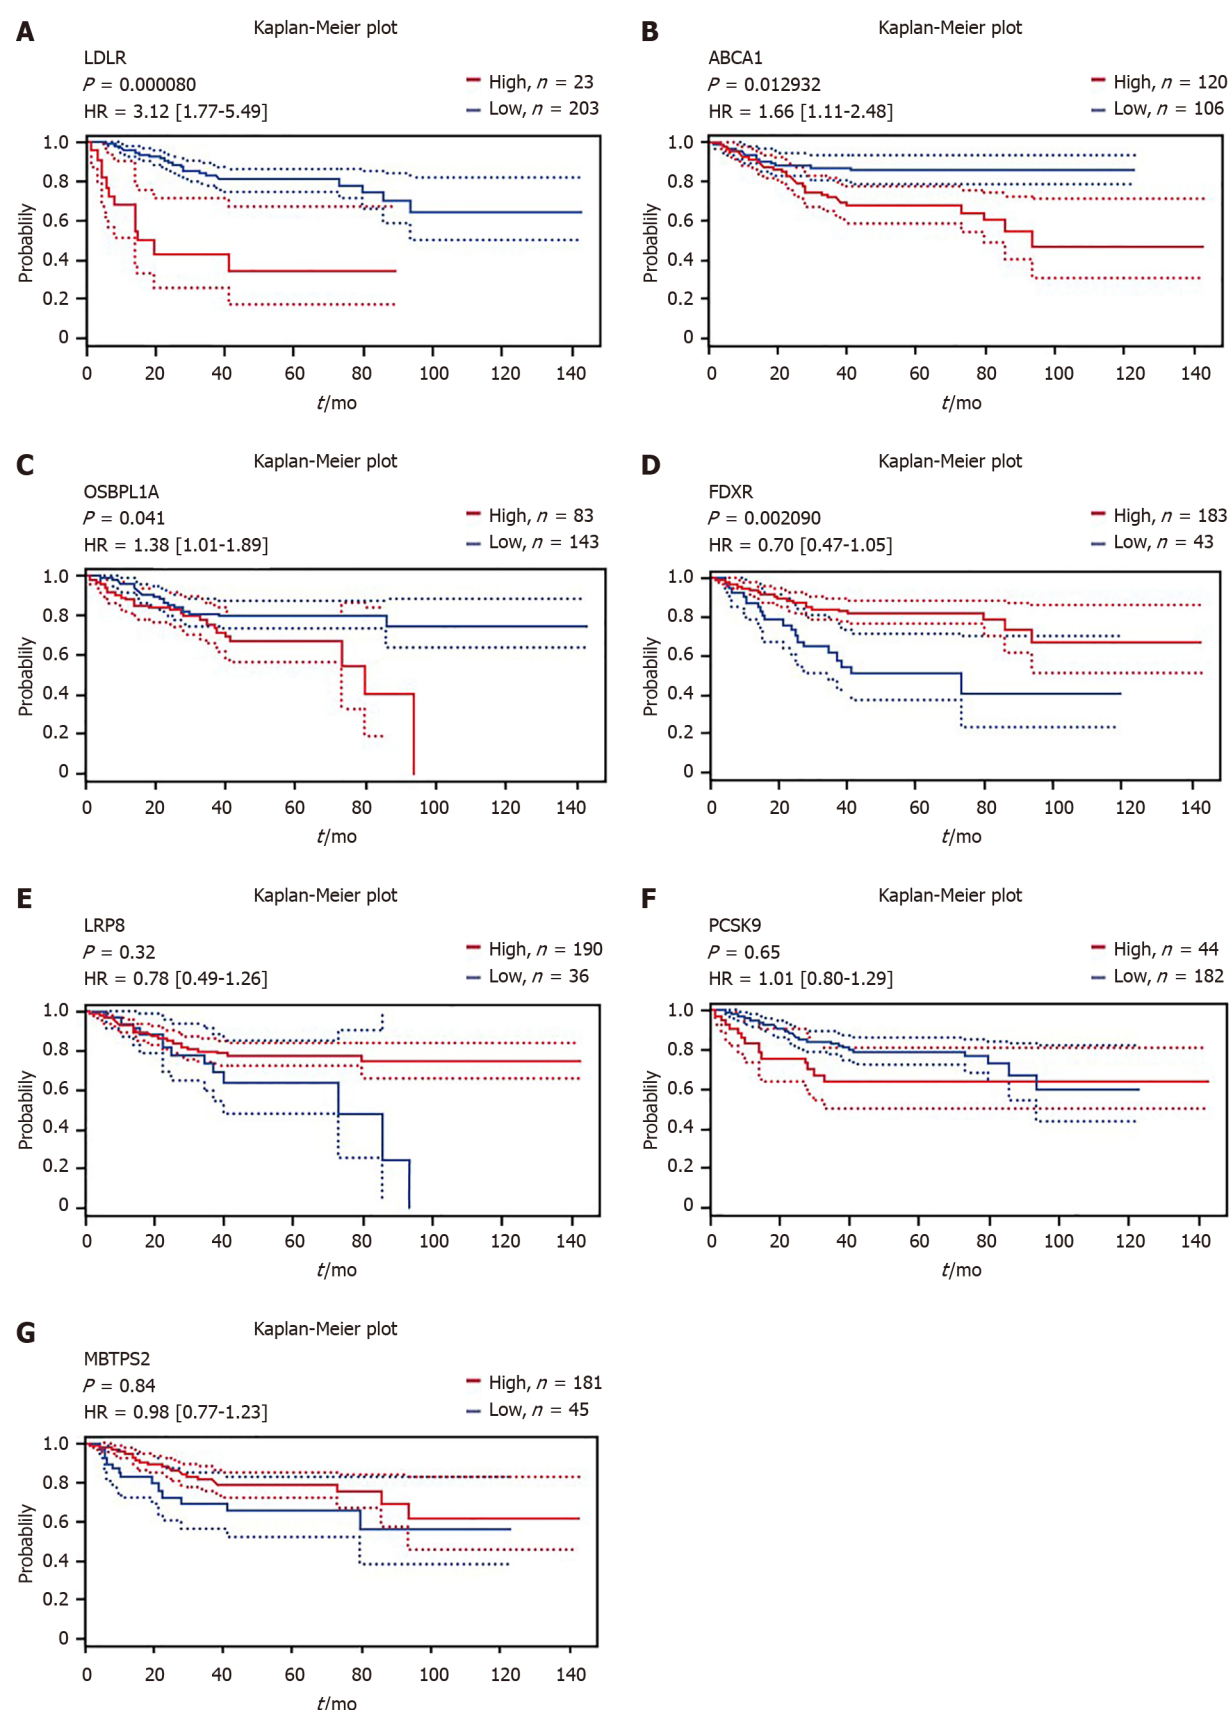 A
Kaplan-Meier plot
LDLR
P = 0.000080
HR = 3.12 [1.77-5.49]
High, n = 23
Low, n = 203
Probablily
1.0
0.8
0.6
0.4
0.2
0
0 20 40 60 80 100 120 140
t/mo
B
Kaplan-Meier plot
ABCA1
P = 0.012932
HR = 1.66 [1.11-2.48]
High, n = 120
Low, n = 106
Probablily
1.0
0.8
0.6
0.4
0.2
0
0 20 40 60 80 100 120 140
t/mo
C
Kaplan-Meier plot
OSBPL1A
P = 0.041
HR = 1.38 [1.01-1.89]
High, n = 83
Low, n = 143
Probablily
1.0
0.8
0.6
0.4
0.2
0
0 20 40 60 80 100 120 140
t/mo
D
Kaplan-Meier plot
FDXR
P = 0.002090
HR = 0.70 [0.47-1.05]
High, n = 183
Low, n = 43
Probablily
1.0
0.8
0.6
0.4
0.2
0
0 20 40 60 80 100 120 140
t/mo
E
Kaplan-Meier plot
LRP8
P = 0.32
HR = 0.78 [0.49-1.26]
High, n = 190
Low, n = 36
Probablily
1.0
0.8
0.6
0.4
0.2
0
0 20 40 60 80 100 120 140
t/mo
F
Kaplan-Meier plot
PCSK9
P = 0.65
HR = 1.01 [0.80-1.29]
High, n = 44
Low, n = 182
Probablily
1.0
0.8
0.6
0.4
0.2
0
0 20 40 60 80 100 120 140
t/mo
G
Kaplan-Meier plot
MBTPS2
P = 0.84
HR = 0.98 [0.77-1.23]
High, n = 181
Low, n = 45
Probablily
1.0
0.8
0.6
0.4
0.2
0
0 20 40 60 80 100 120 140
t/mo